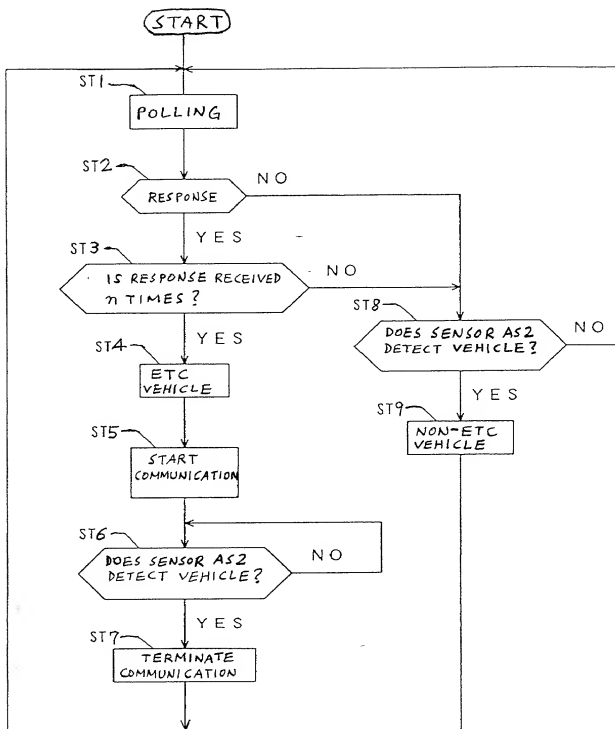 START
ST1
POLLING
ST2
RESPONSE
NO
YES
ST3
IS RESPONSE RECEIVED
n TIMES?
NO
YES
ST4
ETC
VEHICLE
ST5
START
COMMUNICATION
ST6
DOES SENSOR AS2
DETECT VEHICLE?
NO
YES
ST7
TERMINATE
COMMUNICATION
ST8
DOES SENSOR AS2
DETECT VEHICLE?
NO
YES
ST9
NON-ETC
VEHICLE